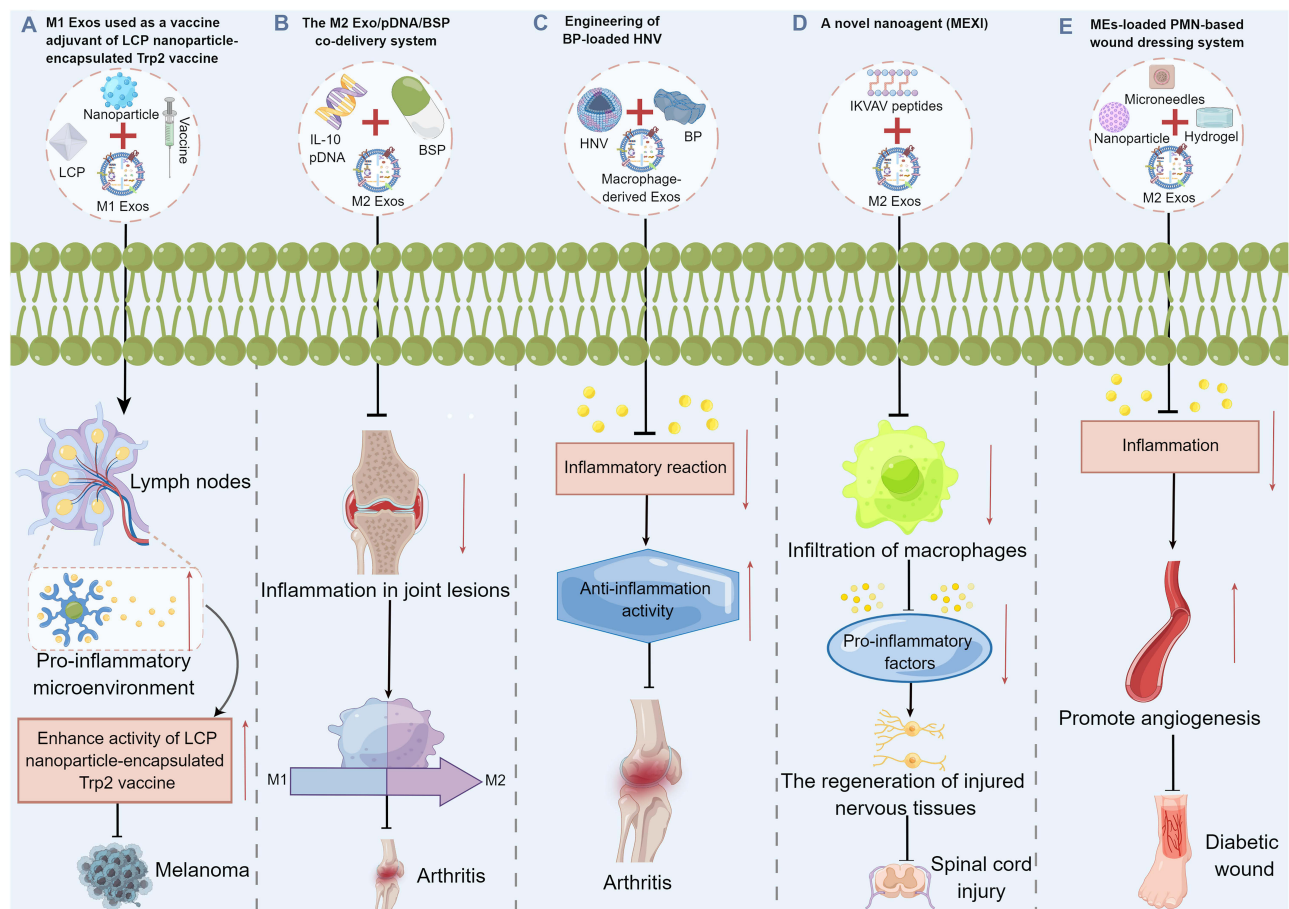 A
M1 Exos used as a vaccine
adjuvant of LCP nanoparticle-
encapsulated Trp2 vaccine
Nanoparticle
Vaccine
LCP
M1 Exos
Lymph nodes
Pro-inflammatory
microenvironment
Enhance activity of LCP
nanoparticle-encapsulated
Trp2 vaccine
Melanoma
B
The M2 Exo/pDNA/BSP
co-delivery system
IL-10
pDNA
BSP
M2 Exos
Inflammation in joint lesions
M1
M2
Arthritis
C
Engineering of
BP-loaded HNV
HNV
BP
Macrophage-
derived Exos
Inflammatory reaction
Anti-inflammation
activity
Arthritis
D
A novel nanoagent (MEXI)
IKVAV peptides
M2 Exos
Infiltration of macrophages
Pro-inflammatory
factors
The regeneration of injured
nervous tissues
Spinal cord
injury
E
MEs-loaded PMN-based
wound dressing system
Microneedles
Nanoparticle
Hydrogel
M2 Exos
Inflammation
Promote angiogenesis
Diabetic
wound